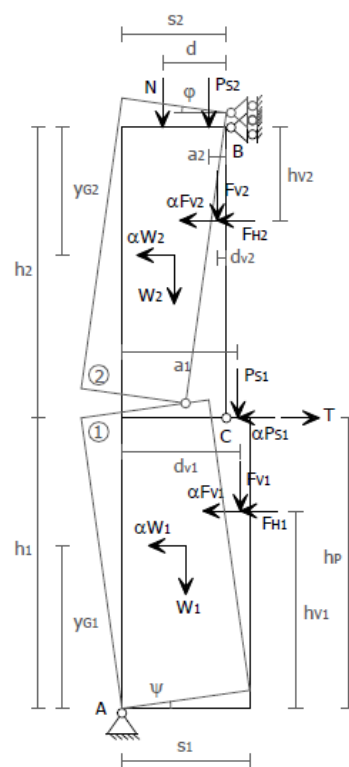 s2
d
N
PS2
φ
B
a2
FV2
hV2
αFV2
yG2
FH2
αW2
dv2
h2
W2
a1
PS1
②
T
①
C
αPS1
dv1
FV1
αFV1
FH1
αW1
h1
hP
W1
hV1
yG1
ψ
A
s1